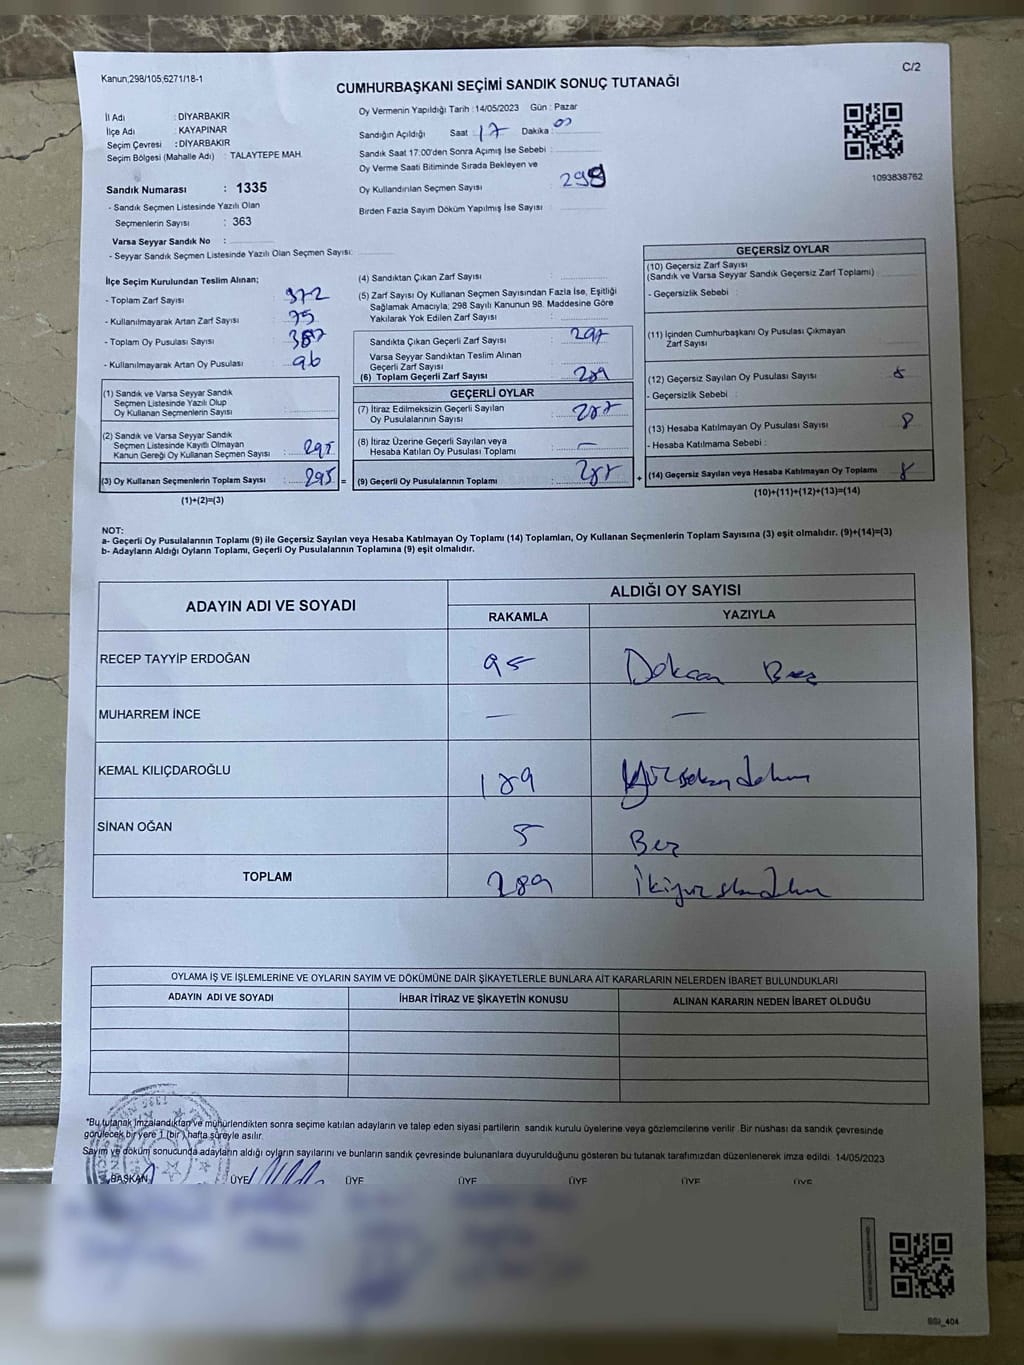 Kanun,298/105,6271/18-1
C/2
CUMHURBAŞKANI SEÇİMİ SANDIK SONUÇ TUTANAĞI
İl Adı : DİYARBAKIR
İlçe Adı : KAYAPINAR
Seçim Çevresi : DİYARBAKIR
Seçim Bölgesi (Mahalle Adı) : TALAYTEPE MAH.
Sandık Numarası : 1335
- Sandık Seçmen Listesinde Yazılı Olan
Seçmenlerin Sayısı : 363
Varsa Seyyar Sandık No :
- Seyyar Sandık Seçmen Listesinde Yazılı Olan Seçmen Sayısı:
Oy Vermenin Yapıldığı Tarih : 14/05/2023 Gün : Pazar
Sandığın Açıldığı Saat : 17 Dakika : 00
Sandık Saat 17:00'den Sonra Açımış İse Sebebi :
Oy Verme Saati Bitiminde Sırada Bekleyen ve
Oy Kullandırılan Seçmen Sayısı :
Birden Fazla Sayım Döküm Yapılmış İse Sayısı :
1093838762
İlçe Seçim Kurulundan Teslim Alınan;
- Toplam Zarf Sayısı : 372
- Kullanılmayarak Artan Zarf Sayısı : 75
- Toplam Oy Pusulası Sayısı :
- Kullanılmayarak Artan Oy Pusulası : 96
(1) Sandık ve Varsa Seyyar Sandık
Seçmen Listesinde Yazılı Olup
Oy Kullanan Seçmenlerin Sayısı :
(2) Sandık ve Varsa Seyyar Sandık
Seçmen Listesinde Kayıtlı Olmayan
Kanun Gereği Oy Kullanan Seçmen Sayısı : 295
(3) Oy Kullanan Seçmenlerin Toplam Sayısı : 295 =
(1)+(2)=(3)
(4) Sandıktan Çıkan Zarf Sayısı :
(5) Zarf Sayısı Oy Kullanan Seçmen Sayısından Fazla İse, Eşitliği
Sağlamak Amacıyla; 298 Sayılı Kanunun 98. Maddesine Göre
Yakılarak Yok Edilen Zarf Sayısı :
Sandıkta Çıkan Geçerli Zarf Sayısı : 297
Varsa Seyyar Sandıktan Teslim Alınan
Geçerli Zarf Sayısı :
(6) Toplam Geçerli Zarf Sayısı : 289
GEÇERLİ OYLAR
(7) İtiraz Edilmeksizin Geçerli Sayılan
Oy Pusulalarının Sayısı :
(8) İtiraz Üzerine Geçerli Sayılan veya
Hesaba Katılan Oy Pusulası Toplamı : —
(9) Geçerli Oy Pusulalarının Toplamı : +
GEÇERSİZ OYLAR
(10) Geçersiz Zarf Sayısı
(Sandık ve Varsa Seyyar Sandık Geçersiz Zarf Toplamı) :
- Geçersizlik Sebebi :
(11) İçinden Cumhurbaşkanı Oy Pusulası Çıkmayan
Zarf Sayısı :
(12) Geçersiz Sayılan Oy Pusulası Sayısı :
- Geçersizlik Sebebi :
(13) Hesaba Katılmayan Oy Pusulası Sayısı : 8
- Hesaba Katılmama Sebebi :
(14) Geçersiz Sayılan veya Hesaba Katılmayan Oy Toplamı : 8
(10)+(11)+(12)+(13)=(14)
NOT:
a- Geçerli Oy Pusulalarının Toplamı (9) ile Geçersiz Sayılan veya Hesaba Katılmayan Oy Toplamı (14) Toplamları, Oy Kullanan Seçmenlerin Toplam Sayısına (3) eşit olmalıdır. (9)+(14)=(3)
b- Adayların Aldığı Oyların Toplamı, Geçerli Oy Pusulalarının Toplamına (9) eşit olmalıdır.
ADAYIN ADI VE SOYADI
ALDIĞI OY SAYISI
RAKAMLA
YAZIYLA
RECEP TAYYİP ERDOĞAN 95 Doksan Beş
MUHARREM İNCE — —
KEMAL KILIÇDAROĞLU 189 Yüzseksendokuz
SİNAN OĞAN 5 Beş
TOPLAM 289 İkiyüzseksendokuz
OYLAMA İŞ VE İŞLEMLERİNE VE OYLARIN SAYIM VE DÖKÜMÜNE DAİR ŞİKAYETLERLE BUNLARA AİT KARARLARIN NELERDEN İBARET BULUNDUKLARI
ADAYIN ADI VE SOYADI
İHBAR İTİRAZ VE ŞİKAYETİN KONUSU
ALINAN KARARIN NEDEN İBARET OLDUĞU
*Bu tutanak imzalandıktan ve mühürlendikten sonra seçime katılan adayların ve talep eden siyasi partilerin sandık kurulu üyelerine veya gözlemcilerine verilir. Bir nüshası da sandık çevresinde
görülecek bir yere 1 (bir) hafta süreyle asılır.
Sayım ve döküm sonucunda adayların aldığı oyların sayılarını ve bunların sandık çevresinde bulunanlara duyurulduğunu gösteren bu tutanak tarafımızdan düzenlenerek imza edildi. 14/05/2023
BAŞKAN ÜYE ÜYE ÜYE ÜYE ÜYE ÜYE